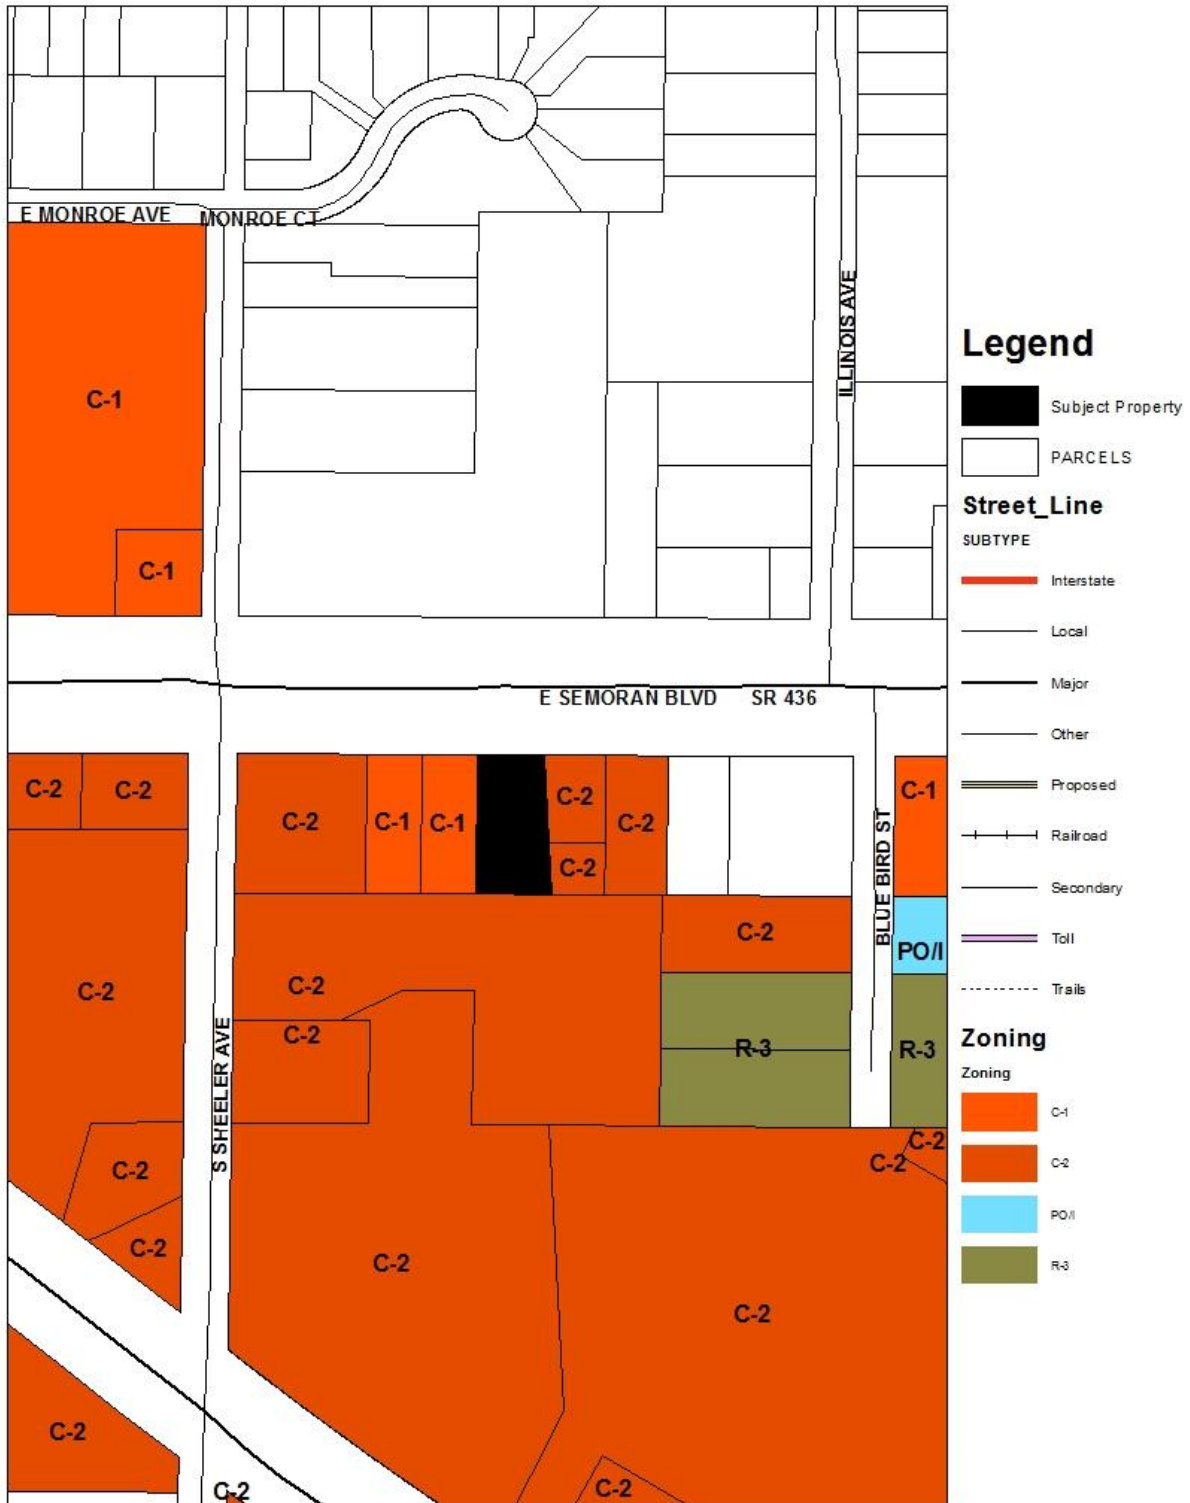 E MONROE AVE
MONROE CT
ILLINOIS AVE
C-1
C-1
E SEMORAN BLVD
SR 436
C-2
C-2
C-2
C-1
C-1
C-2
C-2
C-2
C-1
BLUE BIRD ST
C-2
PO/I
C-2
C-2
C-2
R-3
R-3
S SHEELER AVE
C-2
C-2
C-2
C-2
C-2
C-2
C-2
C-2
C-2
Legend
Subject Property
PARCELS
Street_Line
SUBTYPE
Interstate
Local
Major
Other
Proposed
Railroad
Secondary
Toll
Trails
Zoning
Zoning
C-1
C-2
PO/I
R-3